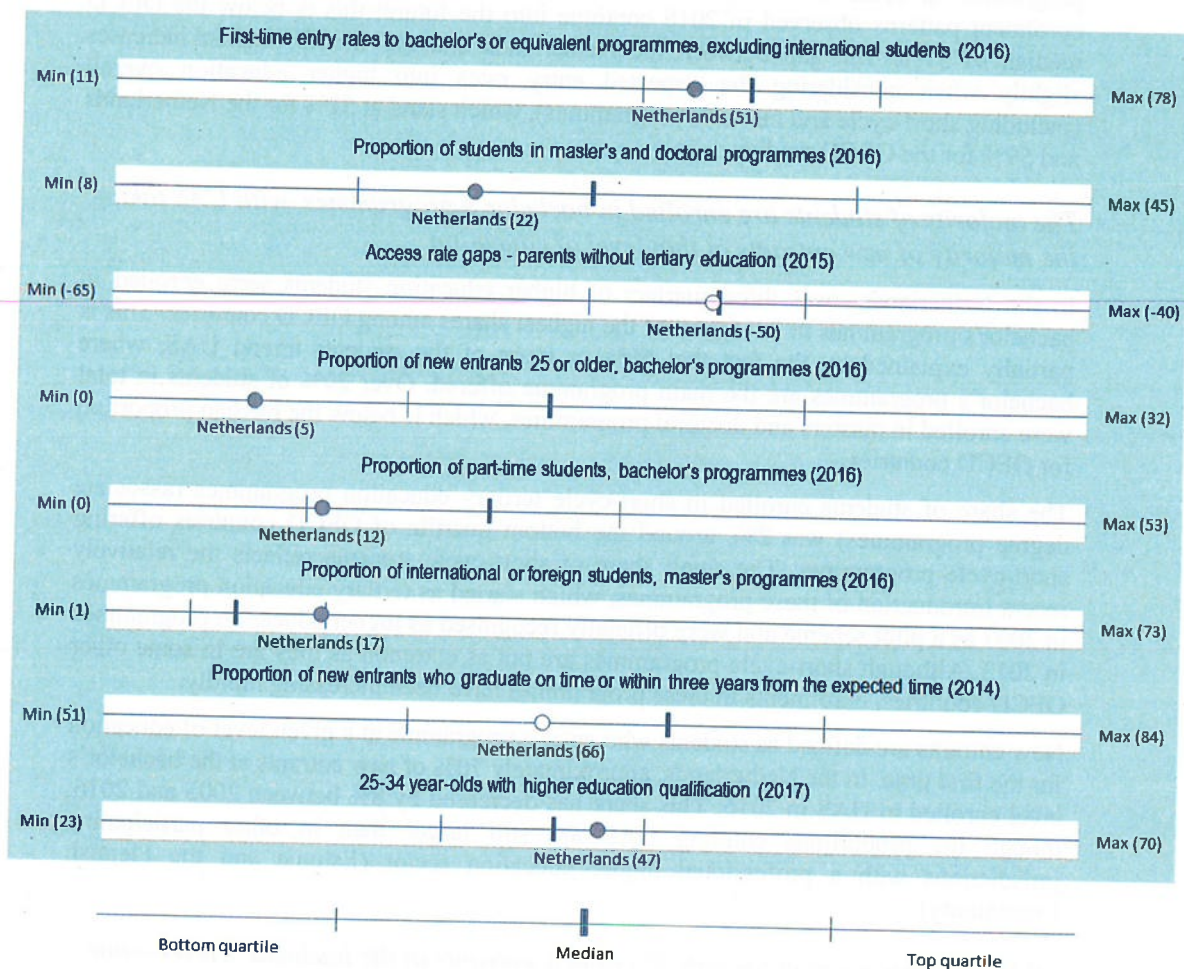 First-time entry rates to bachelor's or equivalent programmes, excluding international students (2016)
Min (11)
Max (78)
Netherlands (51)
Proportion of students in master's and doctoral programmes (2016)
Min (8)
Max (45)
Netherlands (22)
Access rate gaps - parents without tertiary education (2015)
Min (-65)
Max (-40)
Netherlands (-50)
Proportion of new entrants 25 or older, bachelor's programmes (2016)
Min (0)
Max (32)
Netherlands (5)
Proportion of part-time students, bachelor's programmes (2016)
Min (0)
Max (53)
Netherlands (12)
Proportion of international or foreign students, master's programmes (2016)
Min (1)
Max (73)
Netherlands (17)
Proportion of new entrants who graduate on time or within three years from the expected time (2014)
Min (51)
Max (84)
Netherlands (66)
25-34 year-olds with higher education qualification (2017)
Min (23)
Max (70)
Netherlands (47)
Bottom quartile
Median
Top quartile